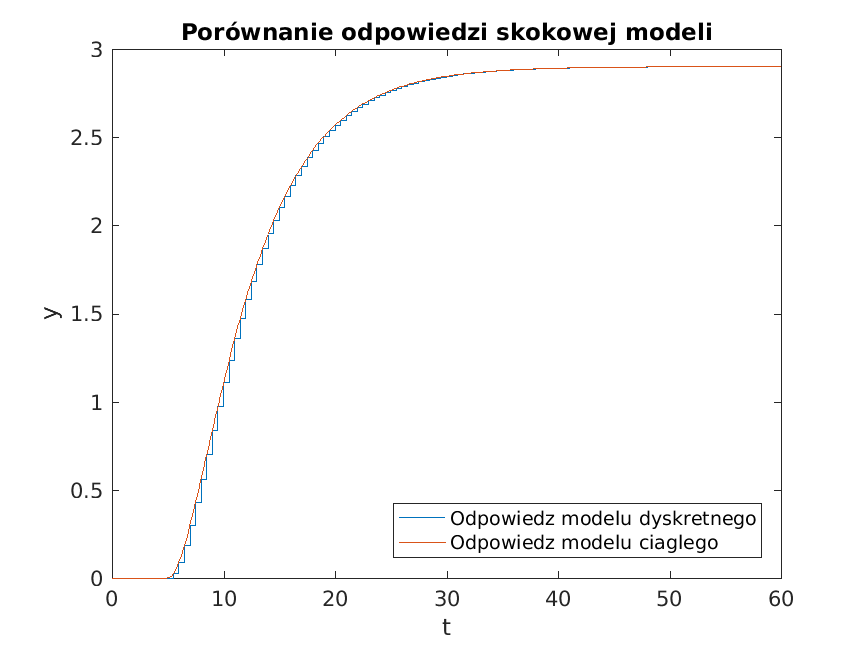 Porównanie odpowiedzi skokowej modeli
3
2.5
2
1.5
1
0.5
0
y
0 10 20 30 40 50 60
t
Odpowiedz modelu dyskretnego
Odpowiedz modelu ciaglego